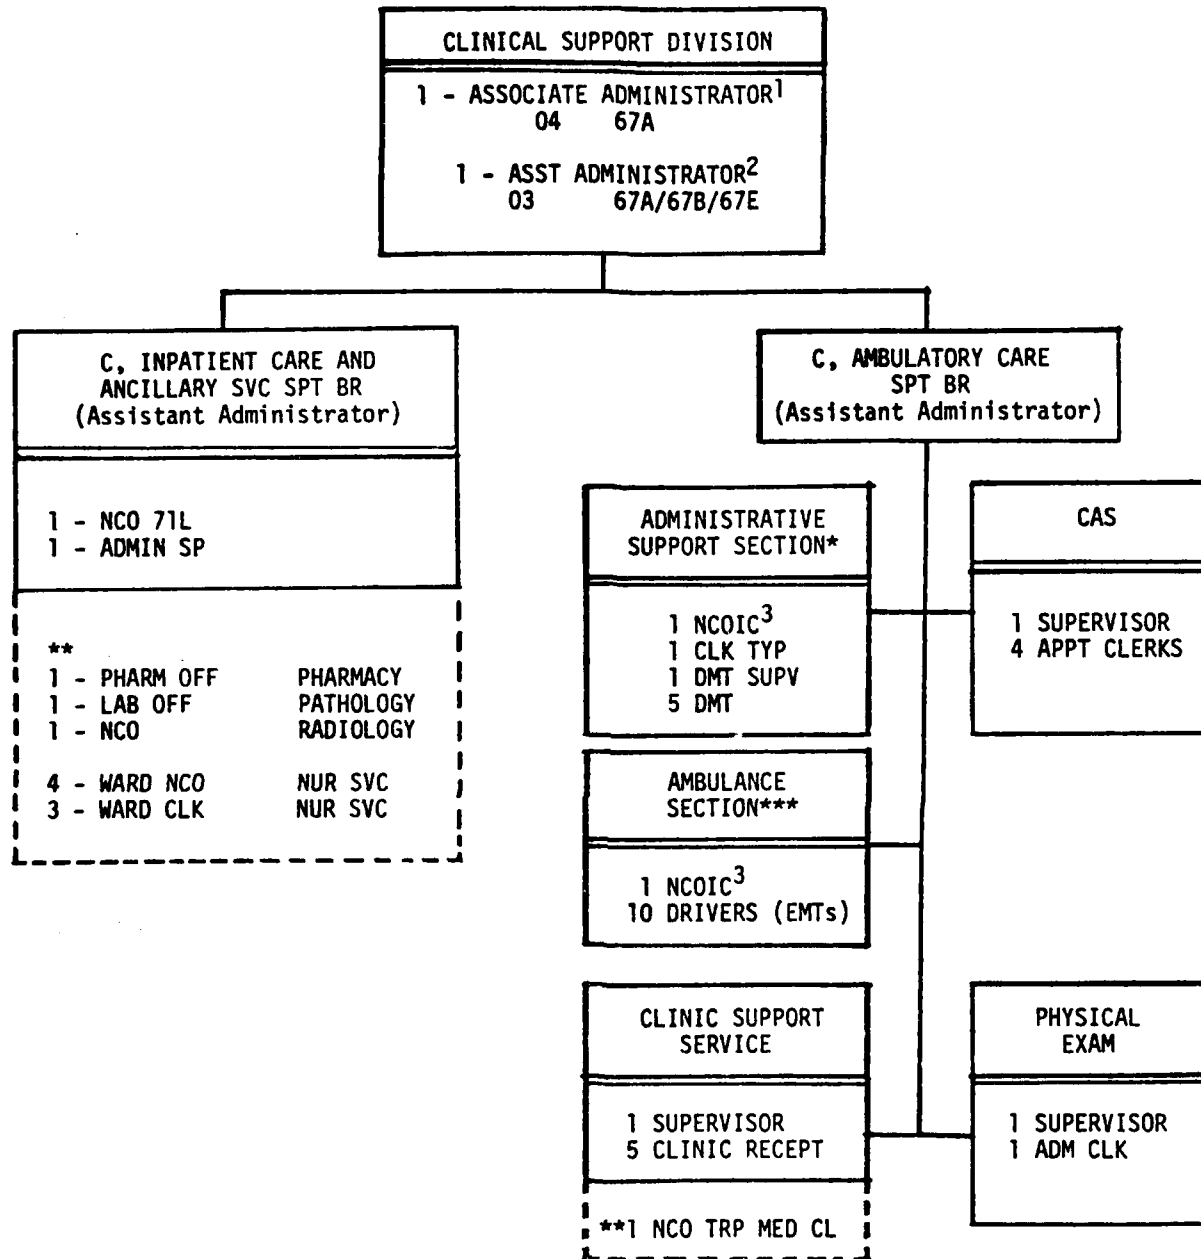 CLINICAL SUPPORT DIVISION
1 - ASSOCIATE ADMINISTRATOR1
04 67A
1 - ASST ADMINISTRATOR2
03 67A/67B/67E
C, INPATIENT CARE AND
ANCILLARY SVC SPT BR
(Assistant Administrator)
1 - NCO 71L
1 - ADMIN SP
**
1 - PHARM OFF PHARMACY
1 - LAB OFF PATHOLOGY
1 - NCO RADIOLOGY
4 - WARD NCO NUR SVC
3 - WARD CLK NUR SVC
C, AMBULATORY CARE
SPT BR
(Assistant Administrator)
ADMINISTRATIVE
SUPPORT SECTION*
1 NCOIC3
1 CLK TYP
1 DMT SUPV
5 DMT
CAS
1 SUPERVISOR
4 APPT CLERKS
AMBULANCE
SECTION***
1 NCOIC3
10 DRIVERS (EMTs)
CLINIC SUPPORT
SERVICE
1 SUPERVISOR
5 CLINIC RECEPT
**1 NCO TRP MED CL
PHYSICAL
EXAM
1 SUPERVISOR
1 ADM CLK